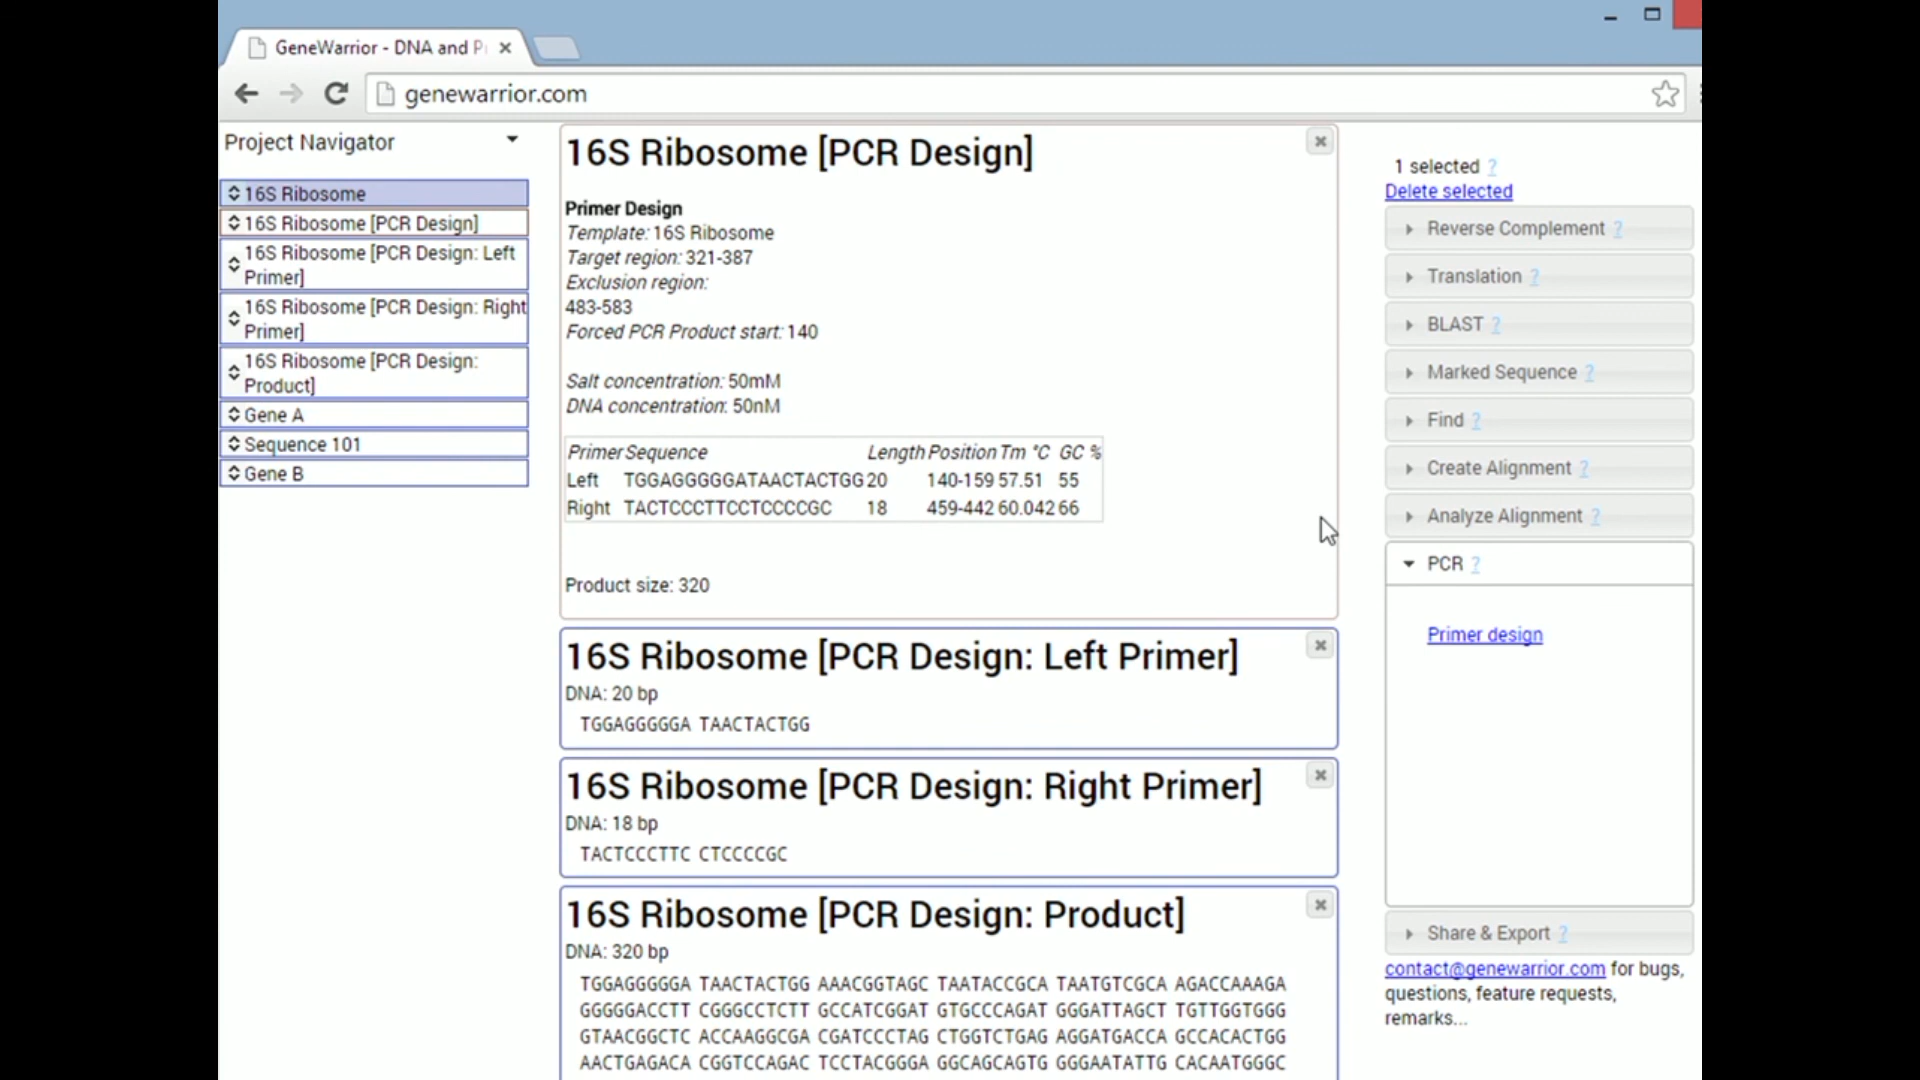 GeneWarrior - DNA and P
genewarrior.com
Project Navigator
16S Ribosome
16S Ribosome [PCR Design]
16S Ribosome [PCR Design: Left
Primer]
16S Ribosome [PCR Design: Right
Primer]
16S Ribosome [PCR Design:
Product]
Gene A
Sequence 101
Gene B
16S Ribosome [PCR Design]
Primer Design
Template: 16S Ribosome
Target region: 321-387
Exclusion region:
483-583
Forced PCR Product start: 140
Salt concentration: 50mM
DNA concentration: 50nM
Primer Sequence Length Position Tm °C GC %
Left TGGAGGGGGATAACTACTGG 20 140-159 57.51 55
Right TACTCCCTTCCTCCCCGC 18 459-442 60.042 66
Product size: 320
16S Ribosome [PCR Design: Left Primer]
DNA: 20 bp
TGGAGGGGGA TAACTACTGG
16S Ribosome [PCR Design: Right Primer]
DNA: 18 bp
TACTCCCTTC CTCCCCGC
16S Ribosome [PCR Design: Product]
DNA: 320 bp
TGGAGGGGGA TAACTACTGG AAACGGTAGC TAATACCGCA TAATGTCGCA AGACCAAAGA
GGGGGACCTT CGGGCCTCTT GCCATCGGAT GTGCCCAGAT GGGATTAGCT TGTTGGTGGG
GTAACGGCTC ACCAAGGCGA CGATCCCTAG CTGGTCTGAG AGGATGACCA GCCACACTGG
AACTGAGACA CGGTCCAGAC TCCTACGGGA GGCAGCAGTG GGGAATATTG CACAATGGGC
1 selected ?
Delete selected
Reverse Complement ?
Translation ?
BLAST ?
Marked Sequence ?
Find ?
Create Alignment ?
Analyze Alignment ?
PCR ?
Primer design
Share & Export ?
contact@genewarrior.com for bugs,
questions, feature requests,
remarks...